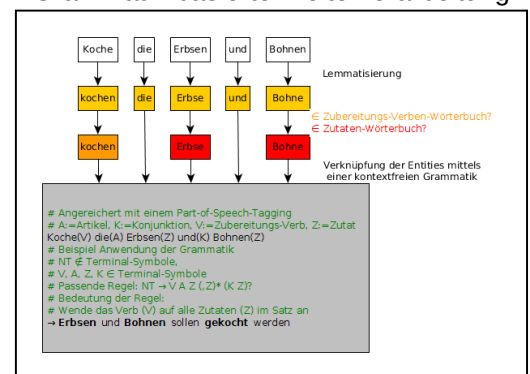 Koche die Erbsen und Bohnen
Lemmatisierung
kochen die Erbse und Bohne
∈ Zubereitungs-Verben-Wörterbuch?
∈ Zutaten-Wörterbuch?
kochen Erbse Bohne
Verknüpfung der Entities mittels
einer kontextfreien Grammatik
# Angereichert mit einem Part-of-Speech-Tagging
# A:=Artikel, K:=Konjunktion, V:=Zubereitungs-Verb, Z:=Zutat
Koche(V) die(A) Erbsen(Z) und(K) Bohnen(Z)
# Beispiel Anwendung der Grammatik
# NT ∉ Terminal-Symbole,
# V, A, Z, K ∈ Terminal-Symbole
# Passende Regel: NT → V A Z (,Z)* (K Z)?
# Bedeutung der Regel:
# Wende das Verb (V) auf alle Zutaten (Z) im Satz an
→ Erbsen und Bohnen sollen gekocht werden